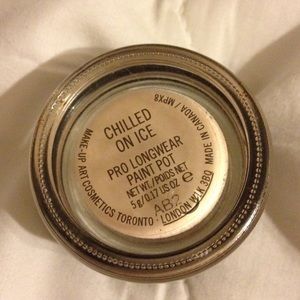 CHILLED
ON ICE
PRO LONGWEAR
PAINT POT
NET WT./POIDS NET
5 g/0.17 US OZ e
AB2
MAKE-UP ART COSMETICS TORONTO · LONDON W1K 3BQ MADE IN CANADA / MPX8